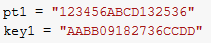 pt1 = "123456ABCD132536"
key1 = "AABB09182736CCDD"